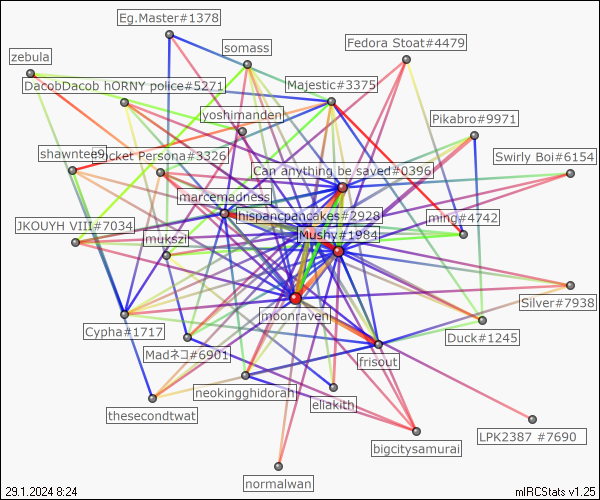 Eg.Master#1378
somass
Fedora Stoat#4479
zebula
DacobDacob hORNY police#5271
Majestic#3375
yoshimanden
Pikabro#9971
shawntee9
Rocket Persona#3326
Swirly Boi#6154
Can anything be saved#0396
marcemadness
hispancpancakes#2928
ming#4742
JKOUYH VIII#7034
mukszi
Mushy#1984
Silver#7938
moonraven
Cypha#1717
Duck#1245
Madネコ#6901
frisout
neokingghidorah
eliakith
thesecondtwat
LPK2387 #7690
bigcitysamurai
normalwan
29.1.2024 8:24
mIRCStats v1.25